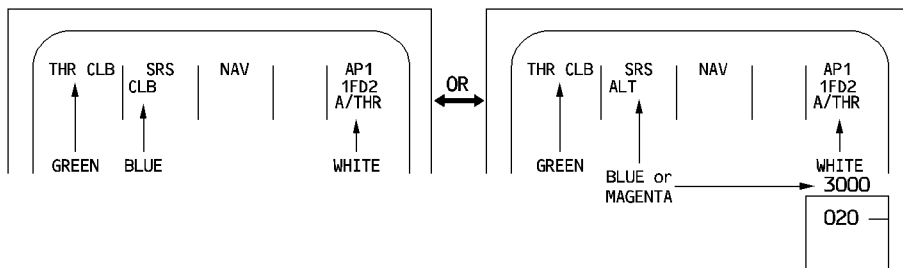 THR CLB SRS NAV AP1
CLB 1FD2
A/THR
GREEN BLUE WHITE
OR
THR CLB SRS NAV AP1
ALT 1FD2
A/THR
GREEN WHITE
BLUE or
MAGENTA
3000
020